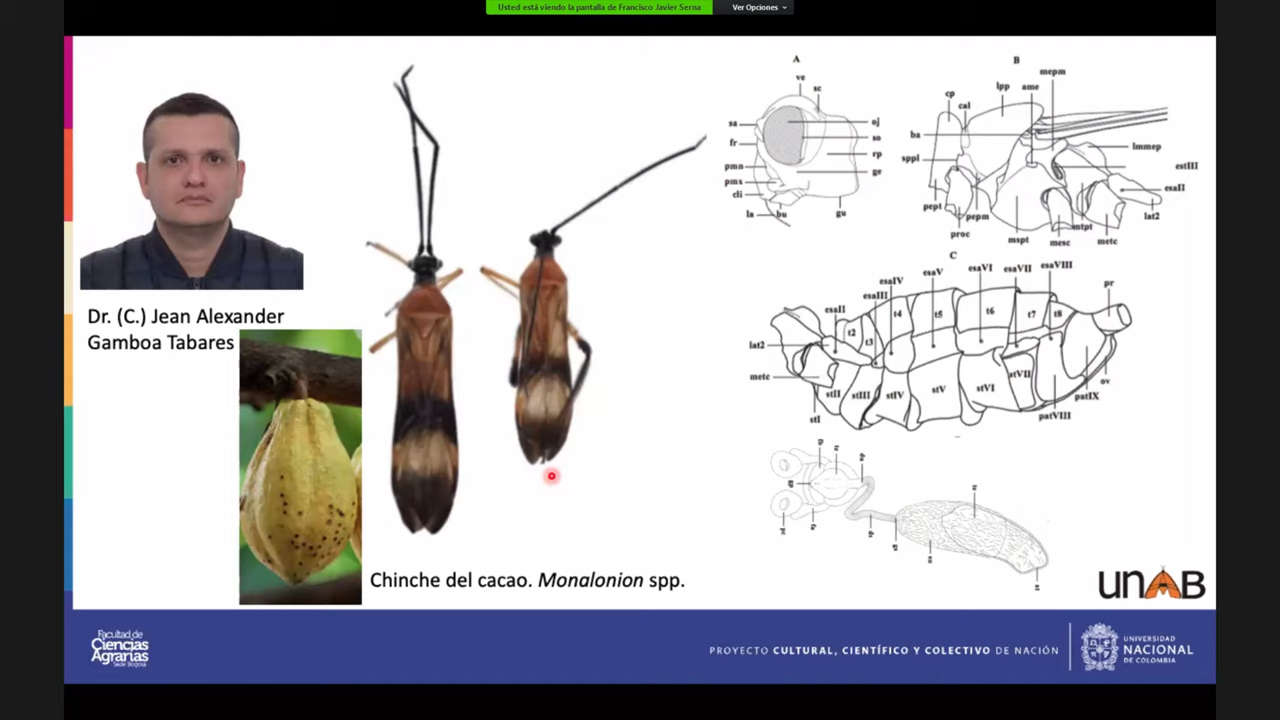 Usted está viendo la pantalla de Francisco Javier Serna
Ver Opciones
Dr. (C.) Jean Alexander
Gamboa Tabares
Chinche del cacao. Monalonion spp.
A
ve
sc
sa
oj
fr
so
pmn
rp
pmx
ge
cli
la
bu
gu
B
mepm
lpp
ame
cp
cal
ba
lmmep
sppl
estIII
esaII
pept
pepm
lat2
proc
mspt
mesc
mtpt
metc
C
esaVI
esaVII
esaVIII
esaV
esaIV
esaIII
esaII
pr
t2
t3
t4
t5
t6
t7
t8
lat2
metc
stI
stII
stIII
stIV
stV
stVI
patVIII
patIX
ov
UNAB
Facultad de
Ciencias
Agrarias
Sede Bogotá
PROYECTO CULTURAL, CIENTÍFICO Y COLECTIVO DE NACIÓN
UNIVERSIDAD
NACIONAL
DE COLOMBIA